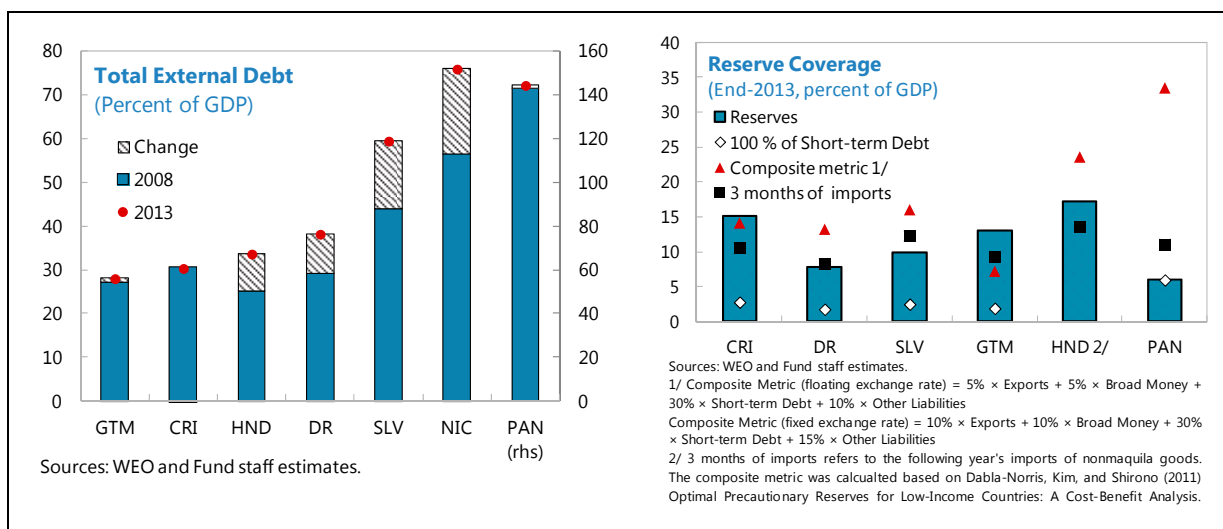 Total External Debt
(Percent of GDP)
Change
2008
2013
80
70
60
50
40
30
20
10
0
160
140
120
100
80
60
40
20
0
GTM CRI HND DR SLV NIC PAN
(rhs)
Sources: WEO and Fund staff estimates.
Reserve Coverage
(End-2013, percent of GDP)
Reserves
100 % of Short-term Debt
Composite metric 1/
3 months of imports
40
35
30
25
20
15
10
5
0
CRI DR SLV GTM HND 2/ PAN
Sources: WEO and Fund staff estimates.
1/ Composite Metric (floating exchange rate) = 5% × Exports + 5% × Broad Money +
30% × Short-term Debt + 10% × Other Liabilities
Composite Metric (fixed exchange rate) = 10% × Exports + 10% × Broad Money + 30%
× Short-term Debt + 15% × Other Liabilities
2/ 3 months of imports refers to the following year's imports of nonmaquila goods.
The composite metric was calcualted based on Dabla-Norris, Kim, and Shirono (2011)
Optimal Precautionary Reserves for Low-Income Countries: A Cost-Benefit Analysis.